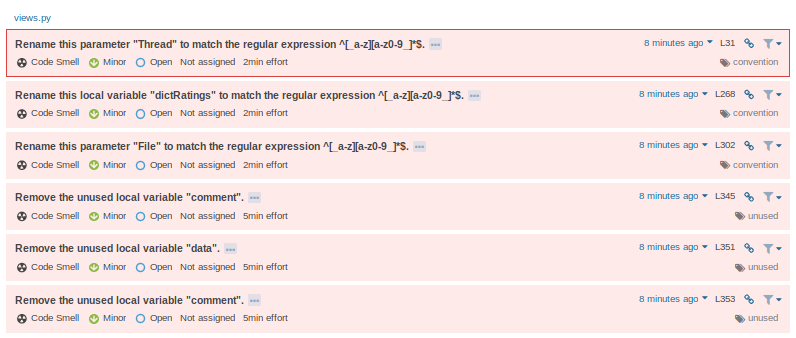 views.py
Rename this parameter "Thread" to match the regular expression ^[_a-z][a-z0-9_]*$. 8 minutes ago L31
Code Smell Minor Open Not assigned 2min effort convention
Rename this local variable "dictRatings" to match the regular expression ^[_a-z][a-z0-9_]*$. 8 minutes ago L268
Code Smell Minor Open Not assigned 2min effort convention
Rename this parameter "File" to match the regular expression ^[_a-z][a-z0-9_]*$. 8 minutes ago L302
Code Smell Minor Open Not assigned 2min effort convention
Remove the unused local variable "comment". 8 minutes ago L345
Code Smell Minor Open Not assigned 5min effort unused
Remove the unused local variable "data". 8 minutes ago L351
Code Smell Minor Open Not assigned 5min effort unused
Remove the unused local variable "comment". 8 minutes ago L353
Code Smell Minor Open Not assigned 5min effort unused